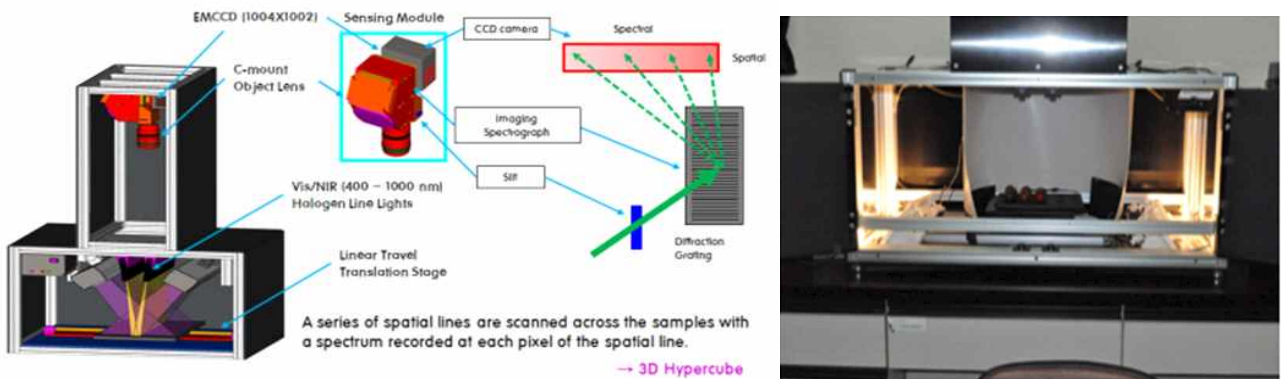 EMCCD (1004X1002)
Sensing Module
CCD camera
Spectral
Spatial
C-mount
Object Lens
Imaging
Spectrograph
Slit
Vis/NIR (400 – 1000 nm)
Halogen Line Lights
Diffraction
Grating
Linear Travel
Translation Stage
A series of spatial lines are scanned across the samples with
a spectrum recorded at each pixel of the spatial line.
→ 3D Hypercube